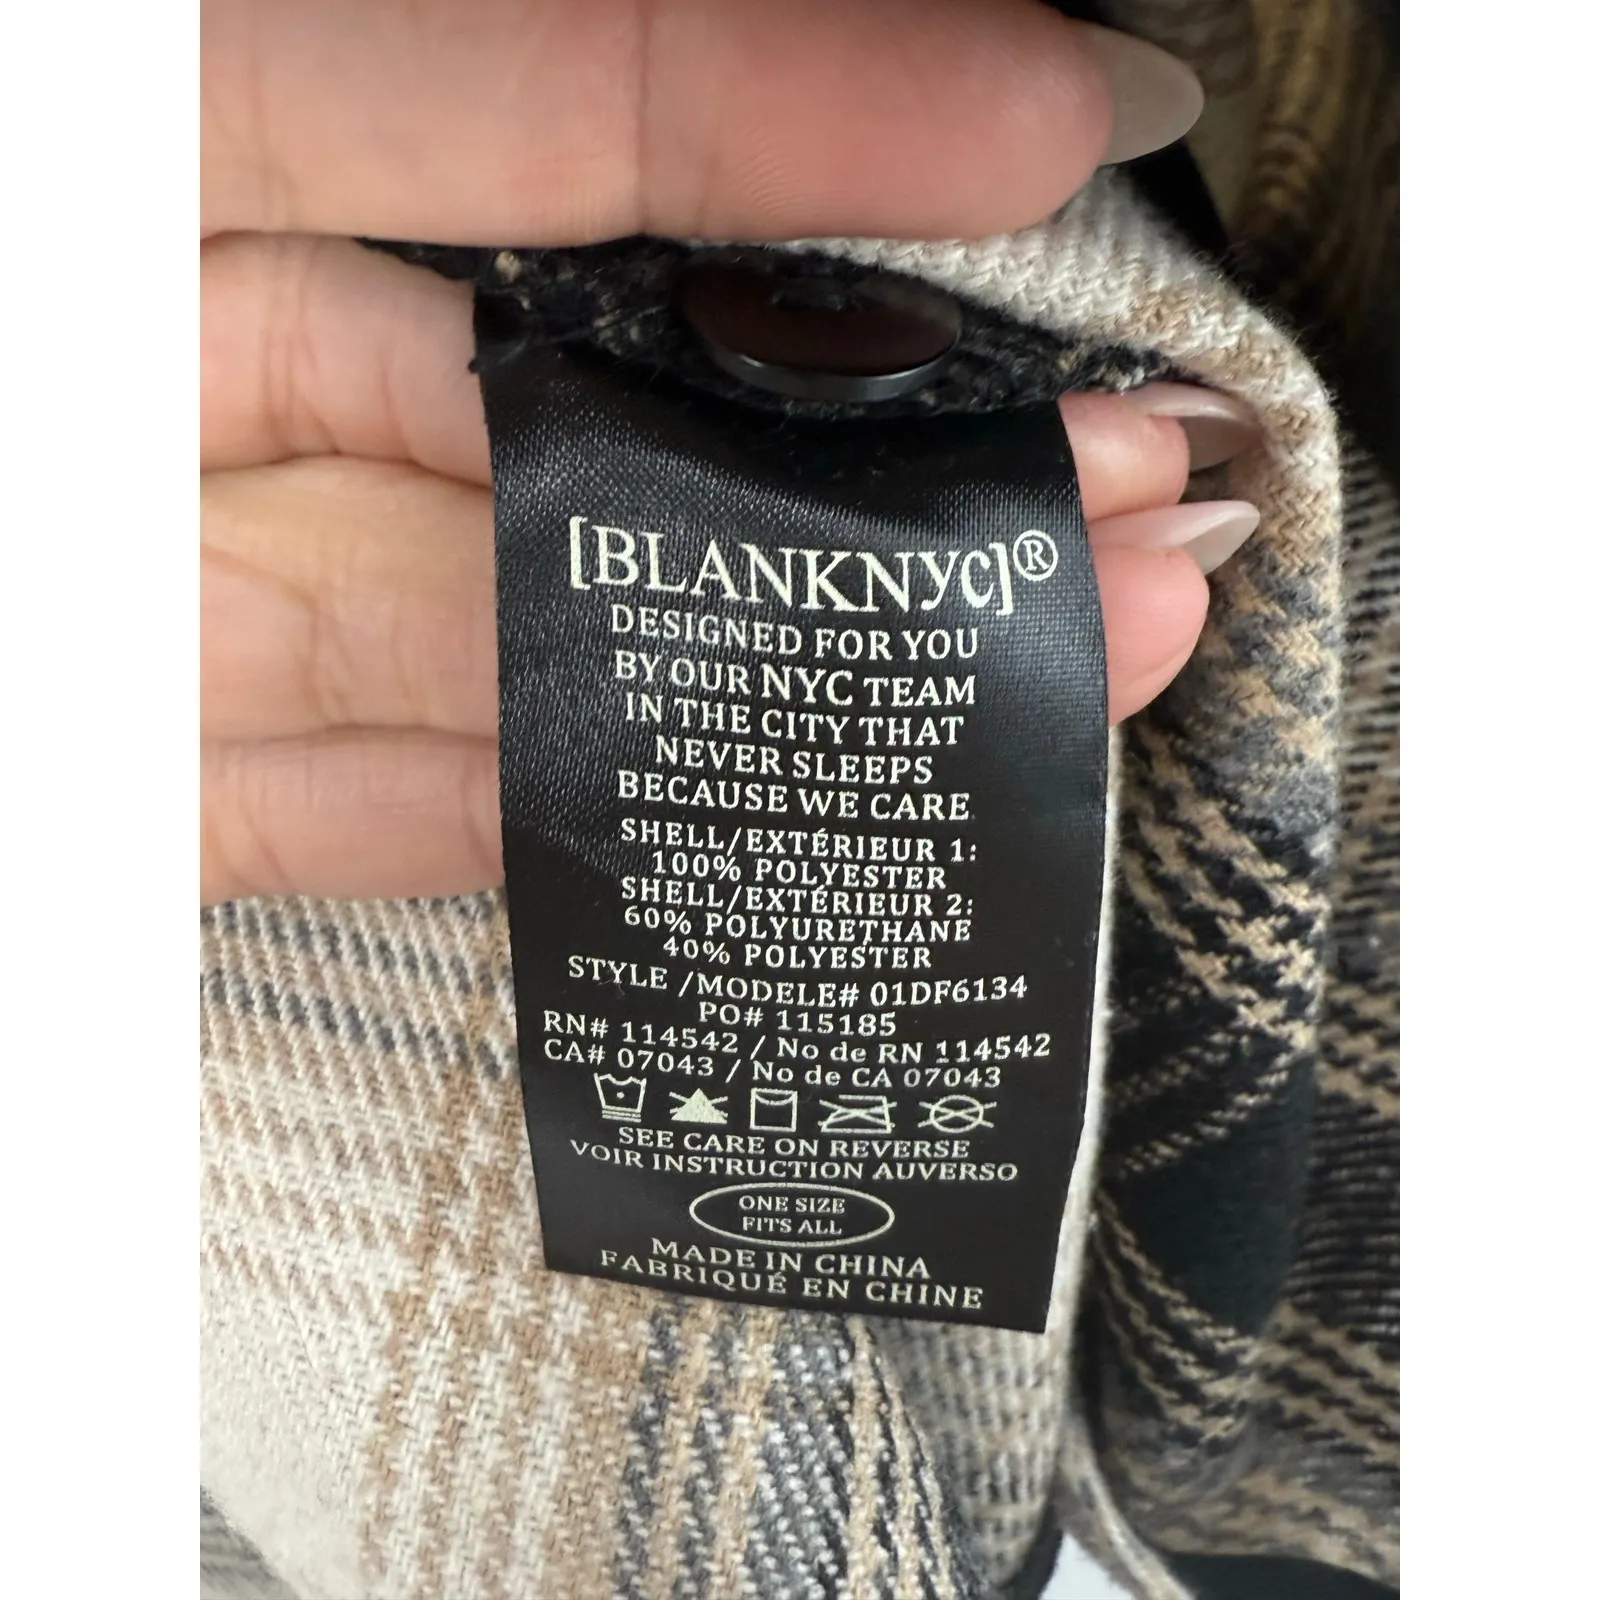 [BLANKNYC]®
DESIGNED FOR YOU
BY OUR NYC TEAM
IN THE CITY THAT
NEVER SLEEPS
BECAUSE WE CARE
SHELL/EXTÉRIEUR 1:
100% POLYESTER
SHELL/EXTÉRIEUR 2:
60% POLYURETHANE
40% POLYESTER
STYLE /MODELE# 01DF6134
PO# 115185
RN# 114542 / No de RN 114542
CA# 07043 / No de CA 07043
SEE CARE ON REVERSE
VOIR INSTRUCTION AUVERSO
ONE SIZE
FITS ALL
MADE IN CHINA
FABRIQUÉ EN CHINE